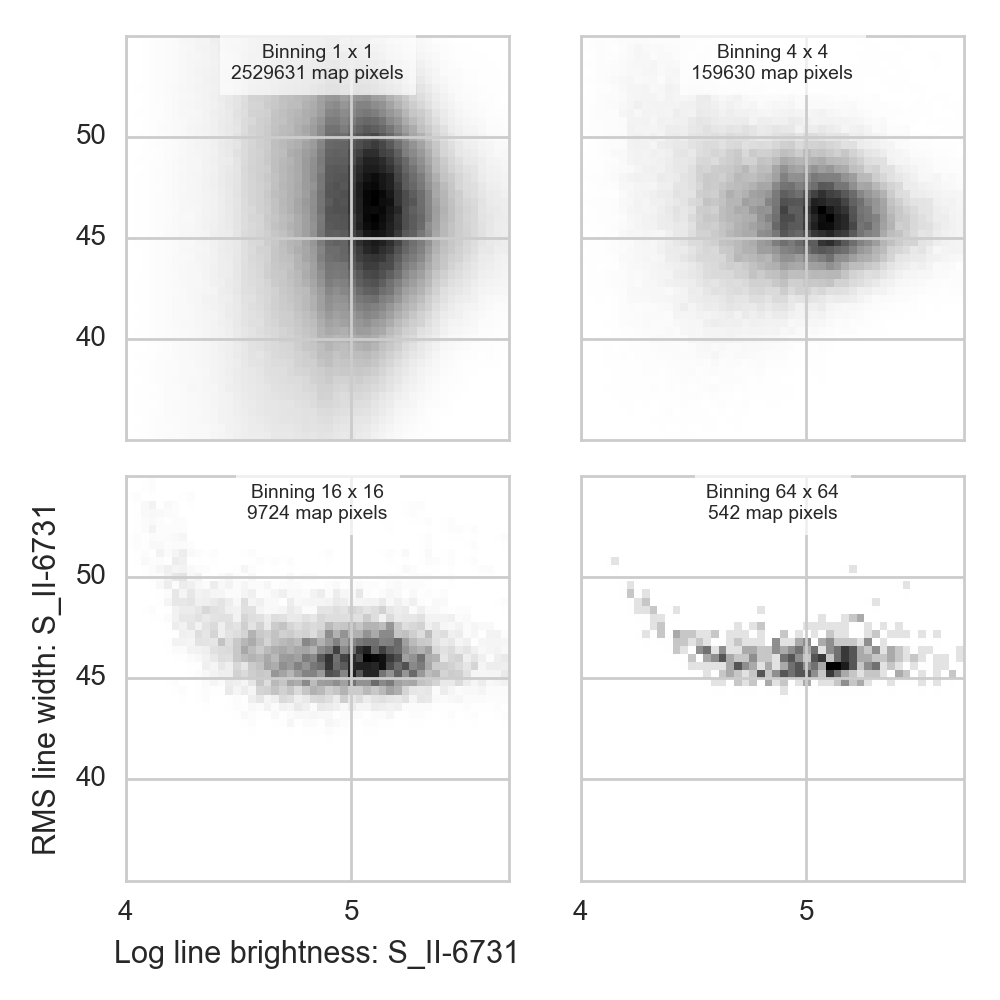 Binning 1 x 1
2529631 map pixels
Binning 4 x 4
159630 map pixels
50
45
40
Binning 16 x 16
9724 map pixels
Binning 64 x 64
542 map pixels
50
45
40
RMS line width: S_II-6731
4
5
4
5
Log line brightness: S_II-6731